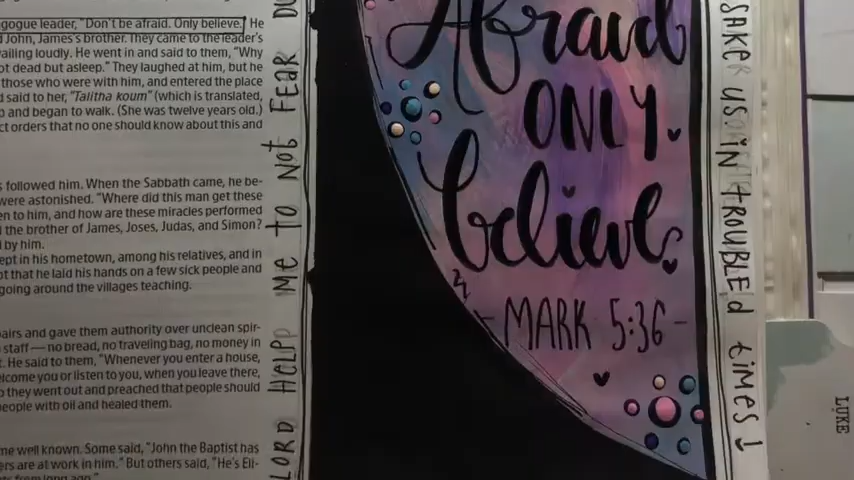 gogue leader, "Don't be afraid. Only believe." He
John, James's brother. They came to the leader's
ailing loudly. He went in and said to them, "Why
ot dead but asleep." They laughed at him, but he
those who were with him, and entered the place
d said to her, "Talitha koum" (which is translated,
p and began to walk. (She was twelve years old.)
ct orders that no one should know about this and
s followed him. When the Sabbath came, he be-
were astonished. "Where did this man get these
en to him, and how are these miracles performed
l the brother of James, Joses, Judas, and Simon?
d by him.
ept in his hometown, among his relatives, and in
ot that he laid his hands on a few sick people and
going around the villages teaching.
pairs and gave them authority over unclean spir-
staff — no bread, no traveling bag, no money in
t. He said to them, "Whenever you enter a house,
elcome you or listen to you, when you leave there,
o they went out and preached that people should
people with oil and healed them.
me well known. Some said, "John the Baptist has
ers are at work in him." But others said, "He's Eli-
LORD HELP ME TO NOT FEAR DU
Afraid
ONLY
believe
- MARK 5:36 -
SAKER US IN TROUBLED times!
LUKE